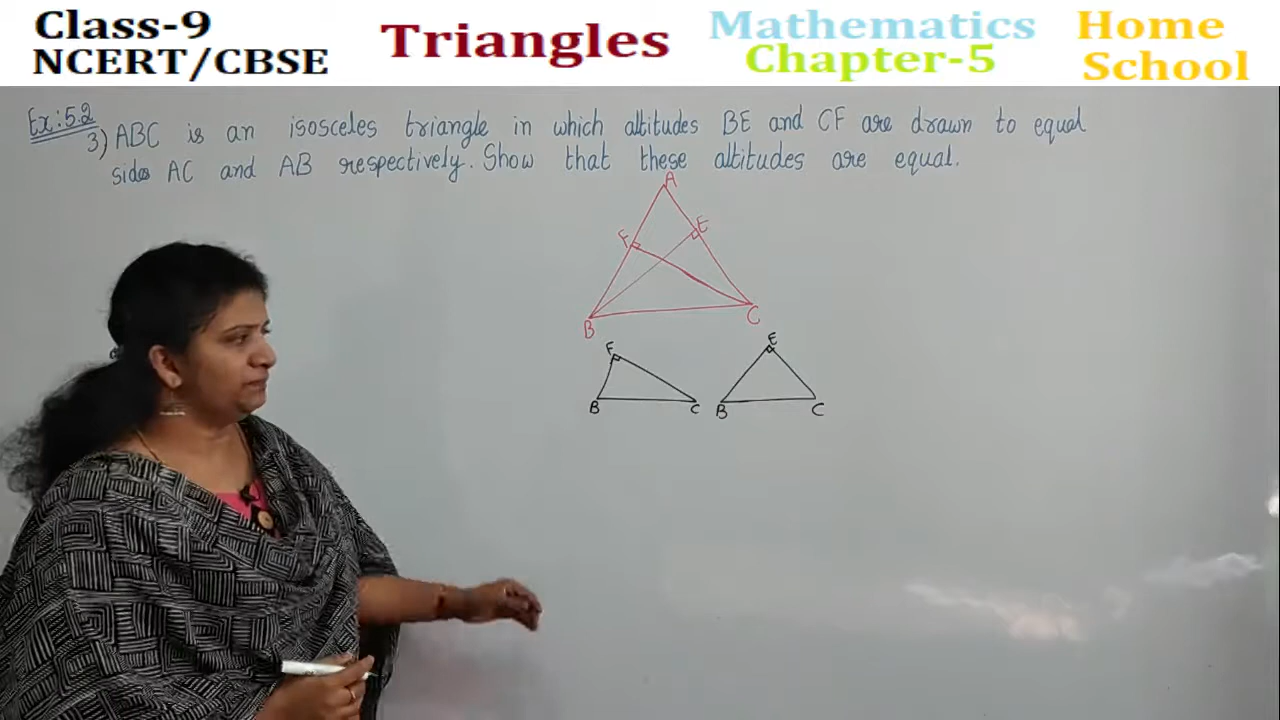 Class-9
NCERT/CBSE
Triangles
Mathematics
Chapter-5
Home
School
Ex:5.2
3) ABC is an isosceles triangle in which altitudes BE and CF are drawn to equal
sides AC and AB respectively. Show that these altitudes are equal.
A
F E
B C
F E
B C B C